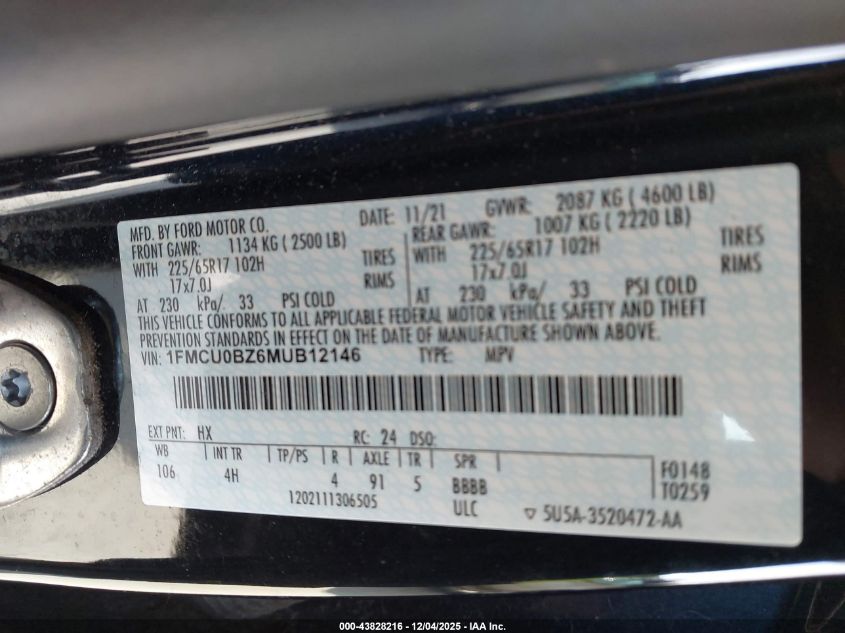 MFD. BY FORD MOTOR CO. DATE: 11/21 GVWR: 2087 KG ( 4600 LB)
FRONT GAWR: 1134 KG ( 2500 LB) REAR GAWR: 1007 KG ( 2220 LB)
WITH 225/65R17 102H TIRES WITH 225/65R17 102H TIRES
17x7.0J RIMS 17x7.0J RIMS
AT 230 kPa/ 33 PSI COLD AT 230 kPa/ 33 PSI COLD
THIS VEHICLE CONFORMS TO ALL APPLICABLE FEDERAL MOTOR VEHICLE SAFETY AND THEFT
PREVENTION STANDARDS IN EFFECT ON THE DATE OF MANUFACTURE SHOWN ABOVE.
VIN: 1FMCU0BZ6MUB12146 TYPE: MPV
EXT PNT: HX RC: 24 DSO:
WB INT TR TP/PS R AXLE TR SPR
106 4H 4 91 5 BBBB
F0148
T0259
1202111306505 ULC ▽ 5U5A-3520472-AA
000-43828216 - 12/04/2025 - IAA Inc.